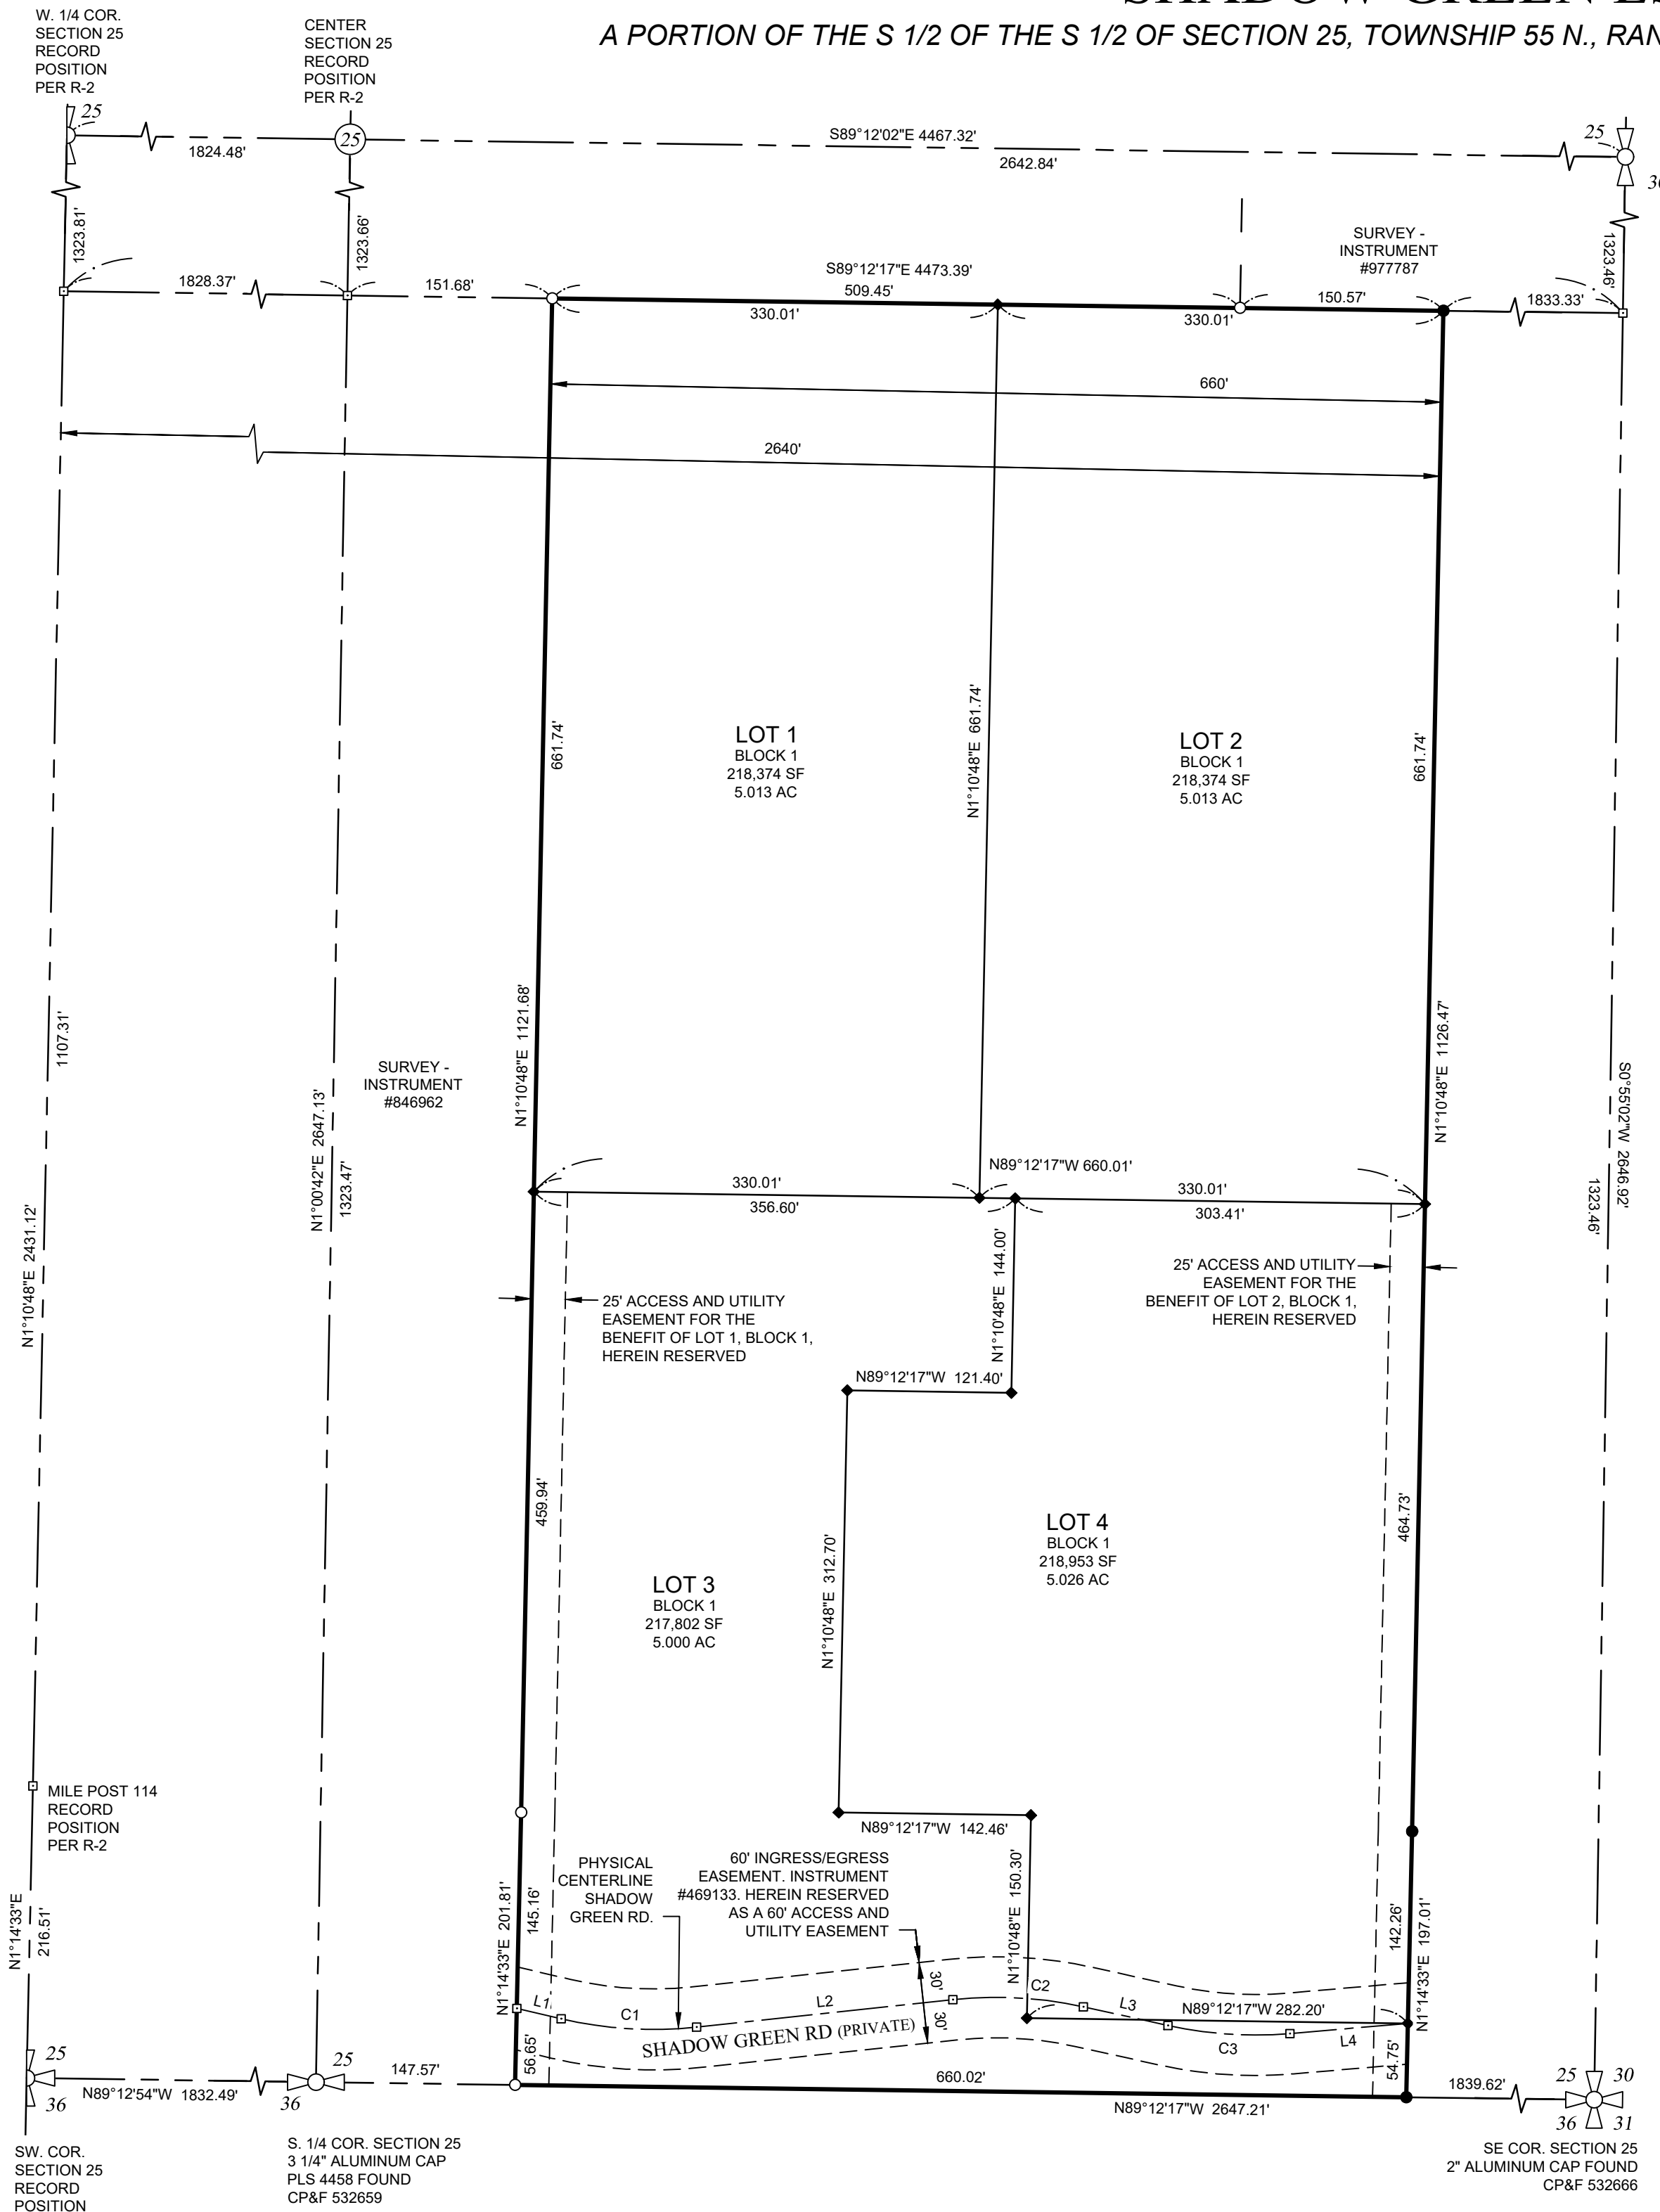 A PORTION OF THE S 1/2 OF THE S 1/2 OF SECTION 25, TOWNSHIP 55 N.,
W. 1/4 COR.
SECTION 25
RECORD
POSITION
PER R-2
CENTER
SECTION 25
RECORD
POSITION
PER R-2
25
25
25
S89°12'02"E 4467.32'
1824.48'
2642.84'
1323.81'
1323.66'
1323.46'
SURVEY -
INSTRUMENT
#977787
S89°12'17"E 4473.39'
1828.37'
151.68'
509.45'
150.57'
1833.33'
330.01'
330.01'
660'
2640'
661.74'
N1°10'48"E 661.74'
661.74'
LOT 1
BLOCK 1
218,374 SF
5.013 AC
LOT 2
BLOCK 1
218,374 SF
5.013 AC
1107.31'
N1°10'48"E 1121.68'
N1°10'48"E 1126.47'
SURVEY -
INSTRUMENT
#846962
N1°10'48"E 2431.12'
N1°00'42"E 2647.13'
1323.47'
S0°55'02"W 2646.92'
1323.46'
N89°12'17"W 660.01'
330.01'
330.01'
356.60'
303.41'
N1°10'48"E 144.00'
25' ACCESS AND UTILITY
EASEMENT FOR THE
BENEFIT OF LOT 1, BLOCK 1,
HEREIN RESERVED
25' ACCESS AND UTILITY
EASEMENT FOR THE
BENEFIT OF LOT 2, BLOCK 1,
HEREIN RESERVED
N89°12'17"W 121.40'
459.94'
464.73'
N1°10'48"E 312.70'
LOT 4
BLOCK 1
218,953 SF
5.026 AC
LOT 3
BLOCK 1
217,802 SF
5.000 AC
MILE POST 114
RECORD
POSITION
PER R-2
N89°12'17"W 142.46'
PHYSICAL
CENTERLINE
SHADOW
GREEN RD.
60' INGRESS/EGRESS
EASEMENT. INSTRUMENT
#469133. HEREIN RESERVED
AS A 60' ACCESS AND
UTILITY EASEMENT
N1°10'48"E 150.30'
N1°14'33"E
216.51'
N1°14'33"E 201.81'
145.16'
142.26'
N1°14'33"E 197.01'
L1
C1
L2
30'
30'
C2
L3
N89°12'17"W 282.20'
C3
L4
SHADOW GREEN RD (PRIVATE)
56.65'
54.75'
25
36
N89°12'54"W 1832.49'
25
36
147.57'
660.02'
N89°12'17"W 2647.21'
1839.62'
25
30
36
31
SW. COR.
SECTION 25
RECORD
POSITION
S. 1/4 COR. SECTION 25
3 1/4" ALUMINUM CAP
PLS 4458 FOUND
CP&F 532659
SE COR. SECTION 25
2" ALUMINUM CAP FOUND
CP&F 532666